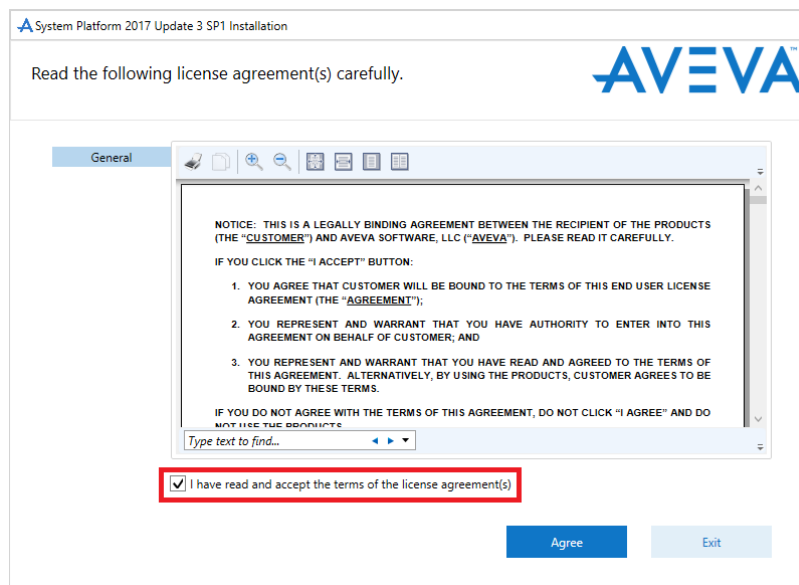 System Platform 2017 Update 3 SP1 Installation
Read the following license agreement(s) carefully.
AVEVA™
General
NOTICE: THIS IS A LEGALLY BINDING AGREEMENT BETWEEN THE RECIPIENT OF THE PRODUCTS
(THE “CUSTOMER”) AND AVEVA SOFTWARE, LLC (“AVEVA”). PLEASE READ IT CAREFULLY.
IF YOU CLICK THE “I ACCEPT” BUTTON:
1. YOU AGREE THAT CUSTOMER WILL BE BOUND TO THE TERMS OF THIS END USER LICENSE
AGREEMENT (THE “AGREEMENT”);
2. YOU REPRESENT AND WARRANT THAT YOU HAVE AUTHORITY TO ENTER INTO THIS
AGREEMENT ON BEHALF OF CUSTOMER; AND
3. YOU REPRESENT AND WARRANT THAT YOU HAVE READ AND AGREED TO THE TERMS OF
THIS AGREEMENT. ALTERNATIVELY, BY USING THE PRODUCTS, CUSTOMER AGREES TO BE
BOUND BY THESE TERMS.
IF YOU DO NOT AGREE WITH THE TERMS OF THIS AGREEMENT, DO NOT CLICK “I AGREE” AND DO
NOT USE THE PRODUCTS
Type text to find...
I have read and accept the terms of the license agreement(s)
Agree
Exit